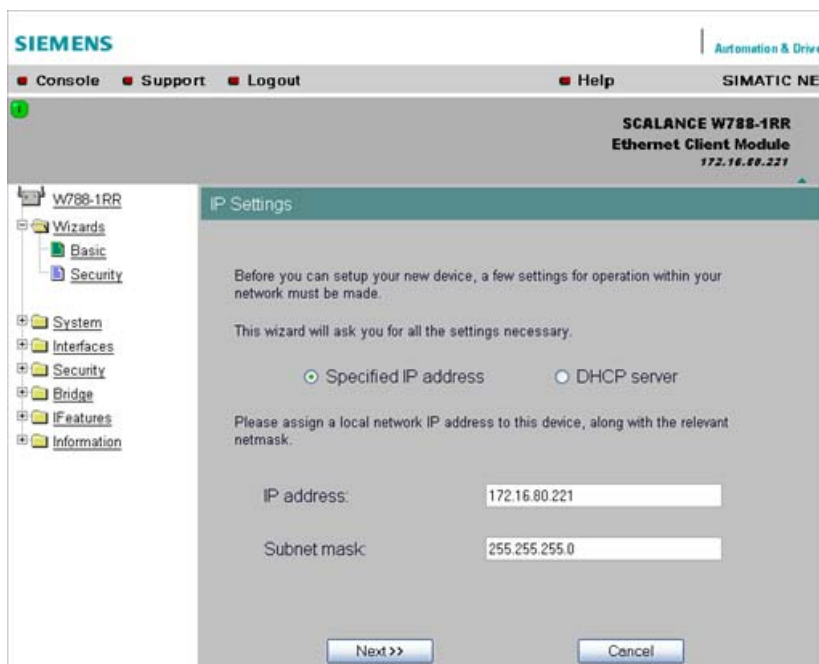 SIEMENS
Automation & Drive
Console Support Logout Help SIMATIC NE
SCALANCE W788-1RR
Ethernet Client Module
172.16.80.221
W788-1RR
Wizards
Basic
Security
System
Interfaces
Security
Bridge
IFeatures
Information
IP Settings
Before you can setup your new device, a few settings for operation within your
network must be made.
This wizard will ask you for all the settings necessary.
Specified IP address DHCP server
Please assign a local network IP address to this device, along with the relevant
netmask.
IP address: 172.16.80.221
Subnet mask: 255.255.255.0
Next>> Cancel